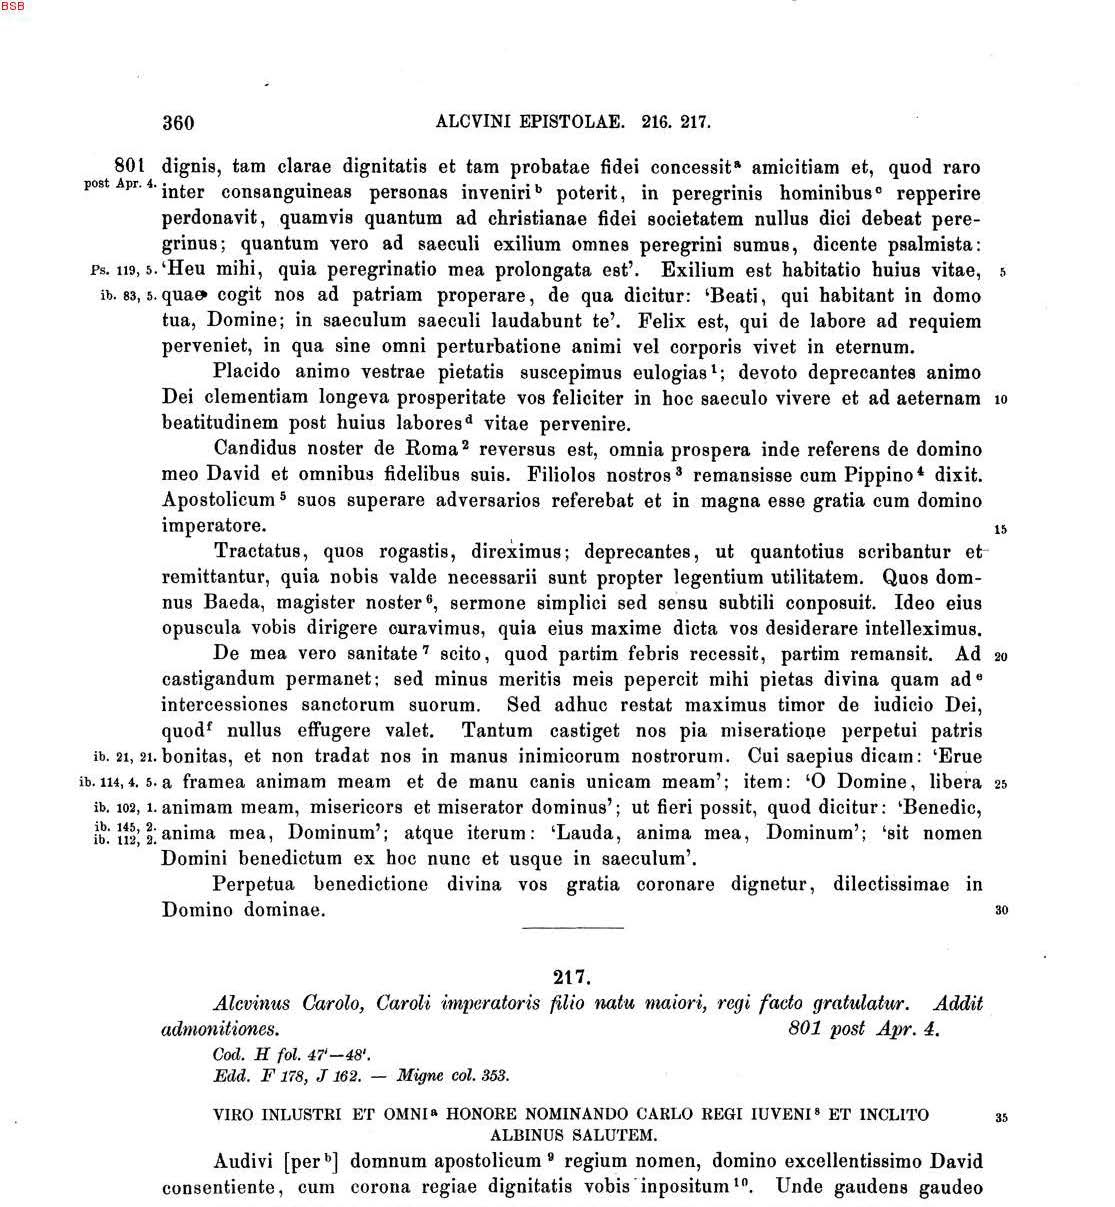 BSB
360 ALCVINI EPISTOLAE. 216. 217.
801 dignis, tam clarae dignitatis et tam probatae fidei concessit ᵃ amicitiam et, quod raro
post Apr. 4. inter consanguineas personas inveniri ᵇ poterit, in peregrinis hominibus ᶜ repperire
perdonavit, quamvis quantum ad christianae fidei societatem nullus dici debeat pere-
grinus; quantum vero ad saeculi exilium omnes peregrini sumus, dicente psalmista:
Ps. 119, 5. ‘Heu mihi, quia peregrinatio mea prolongata est’. Exilium est habitatio huius vitae, 5
ib. 83, 5. quae cogit nos ad patriam properare, de qua dicitur: ‘Beati, qui habitant in domo
tua, Domine; in saeculum saeculi laudabunt te’. Felix est, qui de labore ad requiem
perveniet, in qua sine omni perturbatione animi vel corporis vivet in eternum.
Placido animo vestrae pietatis suscepimus eulogias ¹; devoto deprecantes animo
Dei clementiam longeva prosperitate vos feliciter in hoc saeculo vivere et ad aeternam 10
beatitudinem post huius labores ᵈ vitae pervenire.
Candidus noster de Roma ² reversus est, omnia prospera inde referens de domino
meo David et omnibus fidelibus suis. Filiolos nostros ³ remansisse cum Pippino ⁴ dixit.
Apostolicum ⁵ suos superare adversarios referebat et in magna esse gratia cum domino
imperatore. 15
Tractatus, quos rogastis, direximus; deprecantes, ut quantotius scribantur et
remittantur, quia nobis valde necessarii sunt propter legentium utilitatem. Quos dom-
nus Baeda, magister noster ⁶, sermone simplici sed sensu subtili conposuit. Ideo eius
opuscula vobis dirigere curavimus, quia eius maxime dicta vos desiderare intelleximus.
De mea vero sanitate ⁷ scito, quod partim febris recessit, partim remansit. Ad 20
castigandum permanet; sed minus meritis meis pepercit mihi pietas divina quam ad ᵉ
intercessiones sanctorum suorum. Sed adhuc restat maximus timor de iudicio Dei,
quod ᶠ nullus effugere valet. Tantum castiget nos pia miseratione perpetui patris
ib. 21, 21. bonitas, et non tradat nos in manus inimicorum nostrorum. Cui saepius dicam: ‘Erue
ib. 114, 4. 5. a framea animam meam et de manu canis unicam meam’; item: ‘O Domine, libera 25
ib. 102, 1. animam meam, misericors et miserator dominus’; ut fieri possit, quod dicitur: ‘Benedic,
ib. 145, 2. ib. 112, 2. anima mea, Dominum’; atque iterum: ‘Lauda, anima mea, Dominum’; ‘sit nomen
Domini benedictum ex hoc nunc et usque in saeculum’.
Perpetua benedictione divina vos gratia coronare dignetur, dilectissimae in
Domino dominae. 30
217.
Alcvinus Carolo, Caroli imperatoris filio natu maiori, regi facto gratulatur. Addit
admonitiones. 801 post Apr. 4.
Cod. H fol. 47'—48'.
Edd. F 178, J 162. — Migne col. 353.
VIRO INLUSTRI ET OMNI ᵃ HONORE NOMINANDO CARLO REGI IUVENI ⁸ ET INCLITO 35
ALBINUS SALUTEM.
Audivi [per ᵇ] domnum apostolicum ⁹ regium nomen, domino excellentissimo David
consentiente, cum corona regiae dignitatis vobis inpositum ¹⁰. Unde gaudens gaudeo